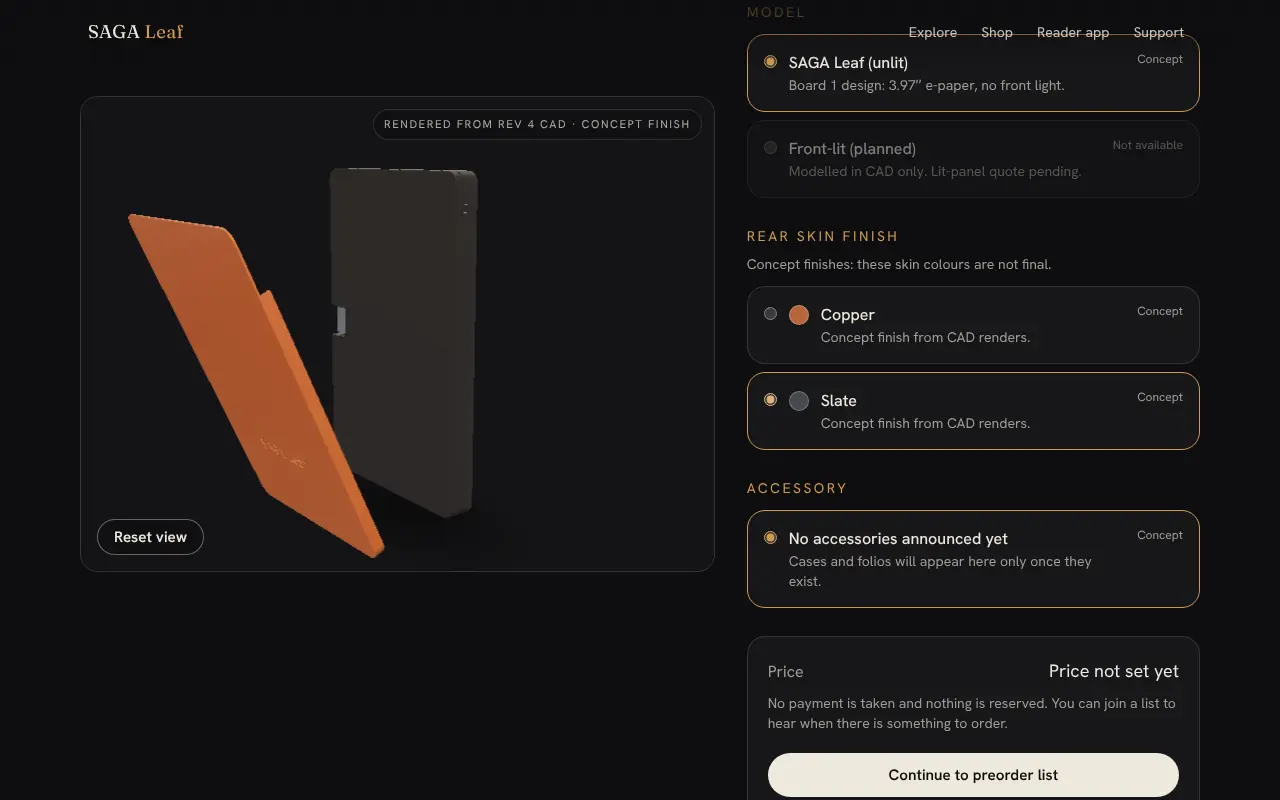 SAGA Leaf
Explore
Shop
Reader app
Support
RENDERED FROM REV 4 CAD · CONCEPT FINISH
Reset view
MODEL
SAGA Leaf (unlit)
Concept
Board 1 design: 3.97″ e-paper, no front light.
Front-lit (planned)
Not available
Modelled in CAD only. Lit-panel quote pending.
REAR SKIN FINISH
Concept finishes: these skin colours are not final.
Copper
Concept
Concept finish from CAD renders.
Slate
Concept
Concept finish from CAD renders.
ACCESSORY
No accessories announced yet
Concept
Cases and folios will appear here only once they
exist.
Price
Price not set yet
No payment is taken and nothing is reserved. You can join a list to
hear when there is something to order.
Continue to preorder list